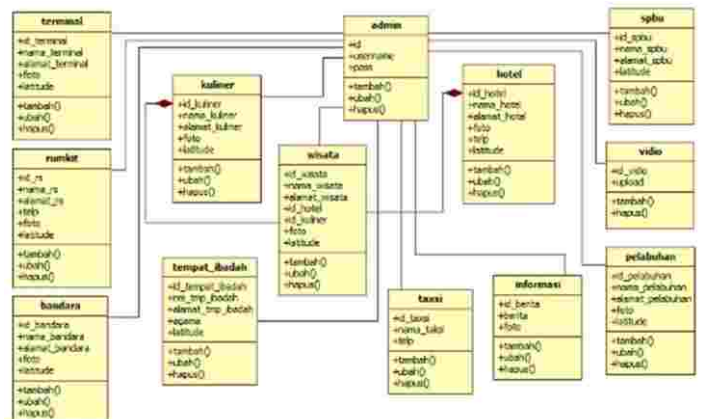 terminal
+id_terminal
+nama_terminal
+alamat_terminal
+foto
+latitude
+tambah()
+ubah()
+hapus()
rumkit
+id_rs
+nama_rs
+alamat_rs
+telp
+foto
+latitude
+tambah()
+ubah()
+hapus()
bandara
+id_bandara
+nama_bandara
+alamat_bandara
+foto
+latitude
+tambah()
+ubah()
+hapus()
kuliner
+id_kuliner
+nama_kuliner
+alamat_kulner
+foto
+latitude
+tambah()
+ubah()
+hapus()
tempat_ibadah
+id_tempat_ibadah
+nm_tmp_ibadah
+alamat_tmp_ibadah
+agama
+latitude
+tambah()
+ubah()
+hapus()
admin
+id
+username
+pass
+tambah()
+ubah()
+hapus()
wisata
+id_wisata
+nama_wisata
+alamat_wisata
+id_hotel
+id_kuliner
+foto
+latitude
+tambah()
+ubah()
+hapus()
hotel
+id_hotel
+nama_hotel
+alamat_hotel
+foto
+telp
+latitude
+tambah()
+ubah()
+hapus()
taxsi
+id_taxsi
+nama_taksi
+telp
+tambah()
+ubah()
+hapus()
informasi
+id_berita
+berita
+foto
+tambah()
+ubah()
+hapus()
spbu
+id_spbu
+nama_spbu
+alamat_spbu
+latitude
+tambah()
+ubah()
+hapus()
vidio
+id_vidio
+upload
+tambah()
+hapus()
pelabuhan
+id_pelabuhan
+nama_pelabuhan
+alamat_pelabuhan
+foto
+latitude
+tambah()
+ubah()
+hapus()